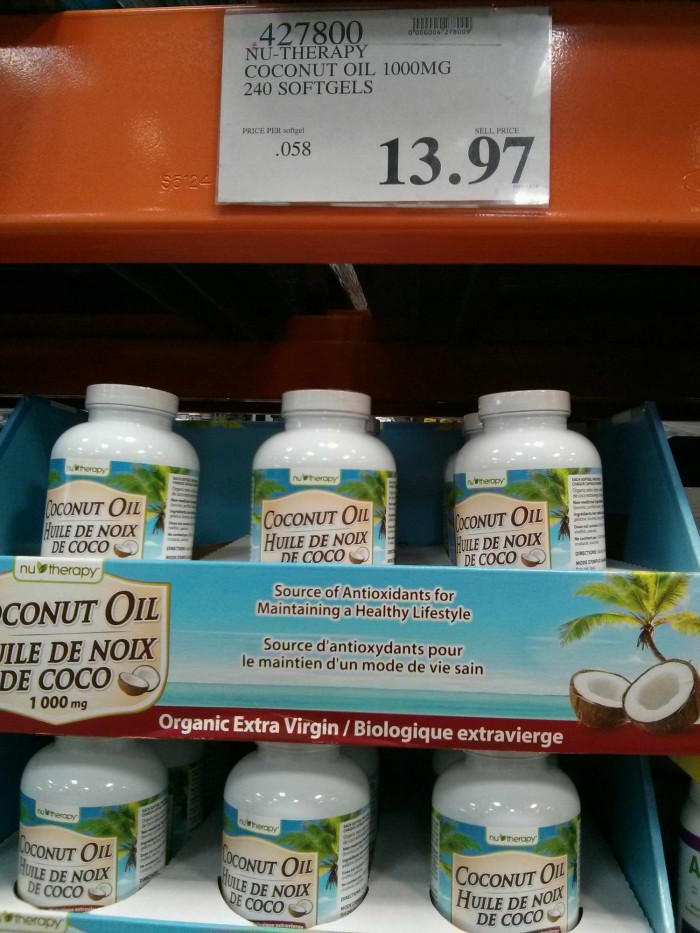 427800
0"000004"278009"
NU-THERAPY
COCONUT OIL 1000MG
240 SOFTGELS
PRICE PER softgel
SELL PRICE
.058
13.97
S5124
nu therapy
COCONUT OIL
HUILE DE NOIX
DE COCO
nu therapy
COCONUT OIL
HUILE DE NOIX
DE COCO
nu therapy
COCONUT OIL
HUILE DE NOIX
DE COCO
nu therapy
OCONUT OIL
UILE DE NOIX
DE COCO
1 000 mg
Source of Antioxidants for
Maintaining a Healthy Lifestyle
Source d'antioxydants pour
le maintien d'un mode de vie sain
Organic Extra Virgin / Biologique extravierge
nu therapy
COCONUT OIL
HUILE DE NOIX
DE COCO
nu therapy
COCONUT OIL
HUILE DE NOIX
DE COCO
nu therapy
COCONUT OIL
HUILE DE NOIX
DE COCO
therapy